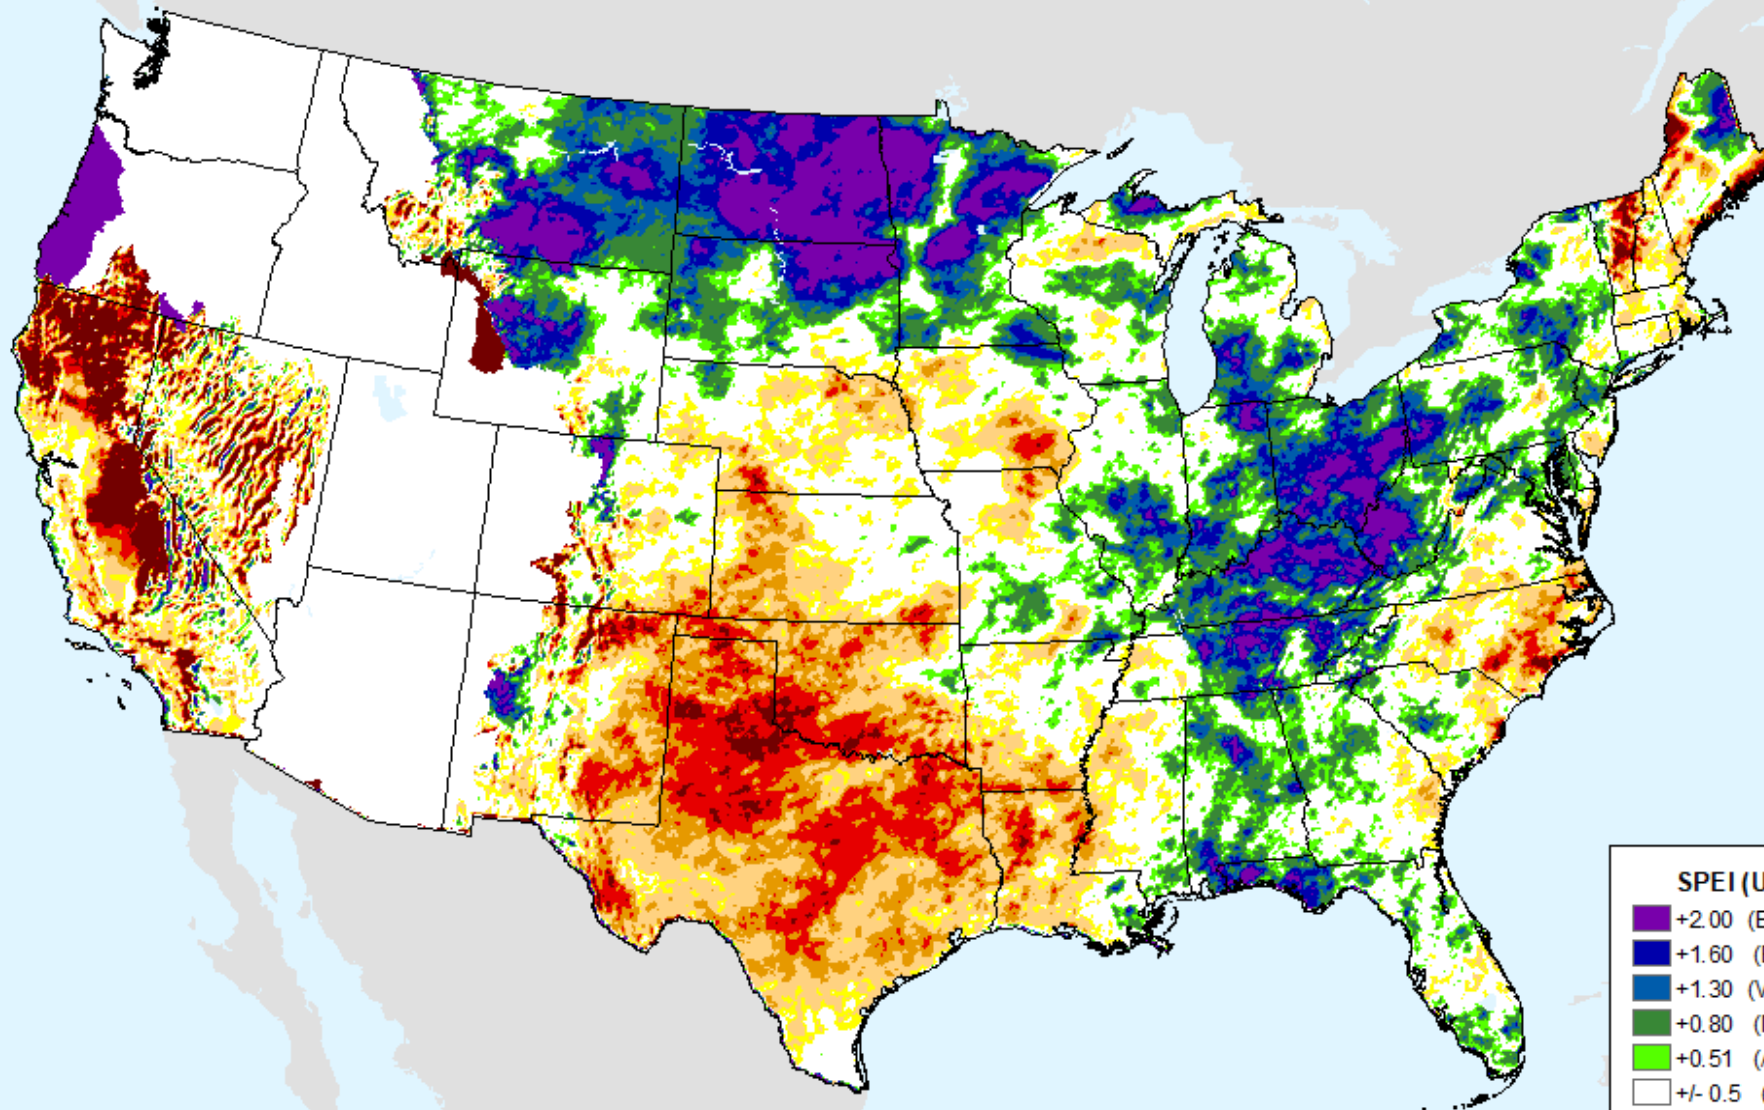 SPEI (U
+2.00 (E
+1.60 (
+1.30 (V
+0.80 (
+0.51 (
+/- 0.5 (